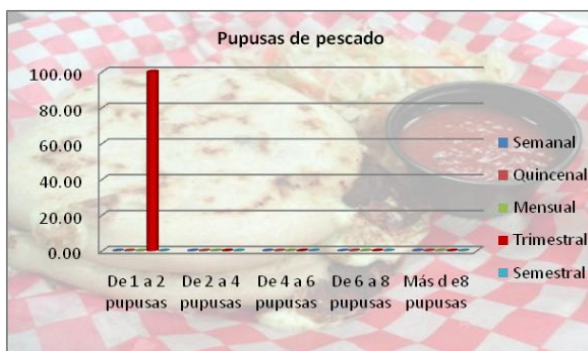 Pupusas de pescado
100.00
80.00
60.00
40.00
20.00
0.00
De 1 a 2
pupusas
De 2 a 4
pupusas
De 4 a 6
pupusas
De 6 a 8
pupusas
Más d e8
pupusas
Semanal
Quincenal
Mensual
Trimestral
Semestral